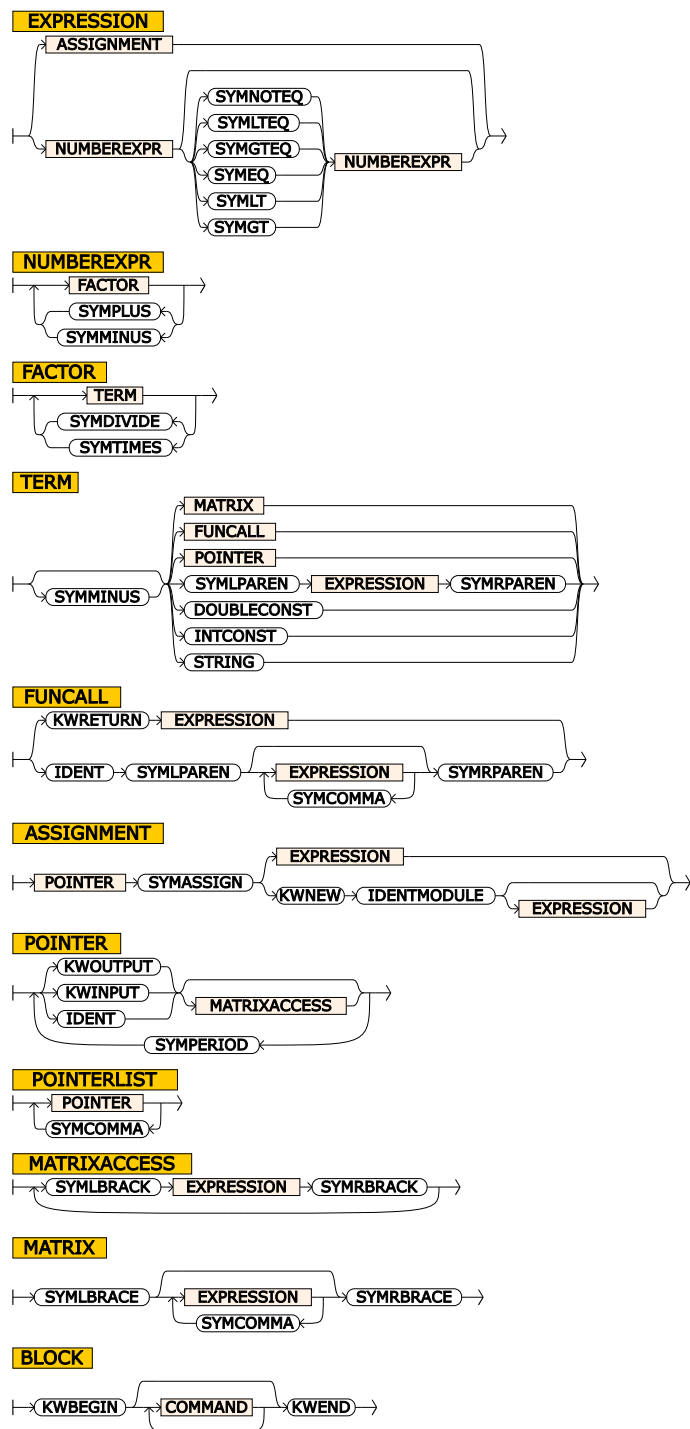 EXPRESSION
ASSIGNMENT
SYMNOTEQ
SYMLTEQ
NUMBEREXPR SYMGTEQ NUMBEREXPR
SYMEQ
SYMLT
SYMGT
NUMBEREXPR
FACTOR
SYMPLUS
SYMMINUS
FACTOR
TERM
SYMDIVIDE
SYMTIMES
TERM
MATRIX
FUNCALL
POINTER
SYMLPAREN EXPRESSION SYMRPAREN
SYMMINUS
DOUBLECONST
INTCONST
STRING
FUNCALL
KWRETURN EXPRESSION
IDENT SYMLPAREN EXPRESSION SYMRPAREN
SYMCOMMA
ASSIGNMENT
EXPRESSION
POINTER SYMASSIGN
KWNEW IDENTMODULE
EXPRESSION
POINTER
KWOUTPUT
KWINPUT
MATRIXACCESS
IDENT
SYMPERIOD
POINTERLIST
POINTER
SYMCOMMA
MATRIXACCESS
SYMLBRACK EXPRESSION SYMRBRACK
MATRIX
SYMLBRACE EXPRESSION SYMRBRACE
SYMCOMMA
BLOCK
KWBEGIN COMMAND KWEND